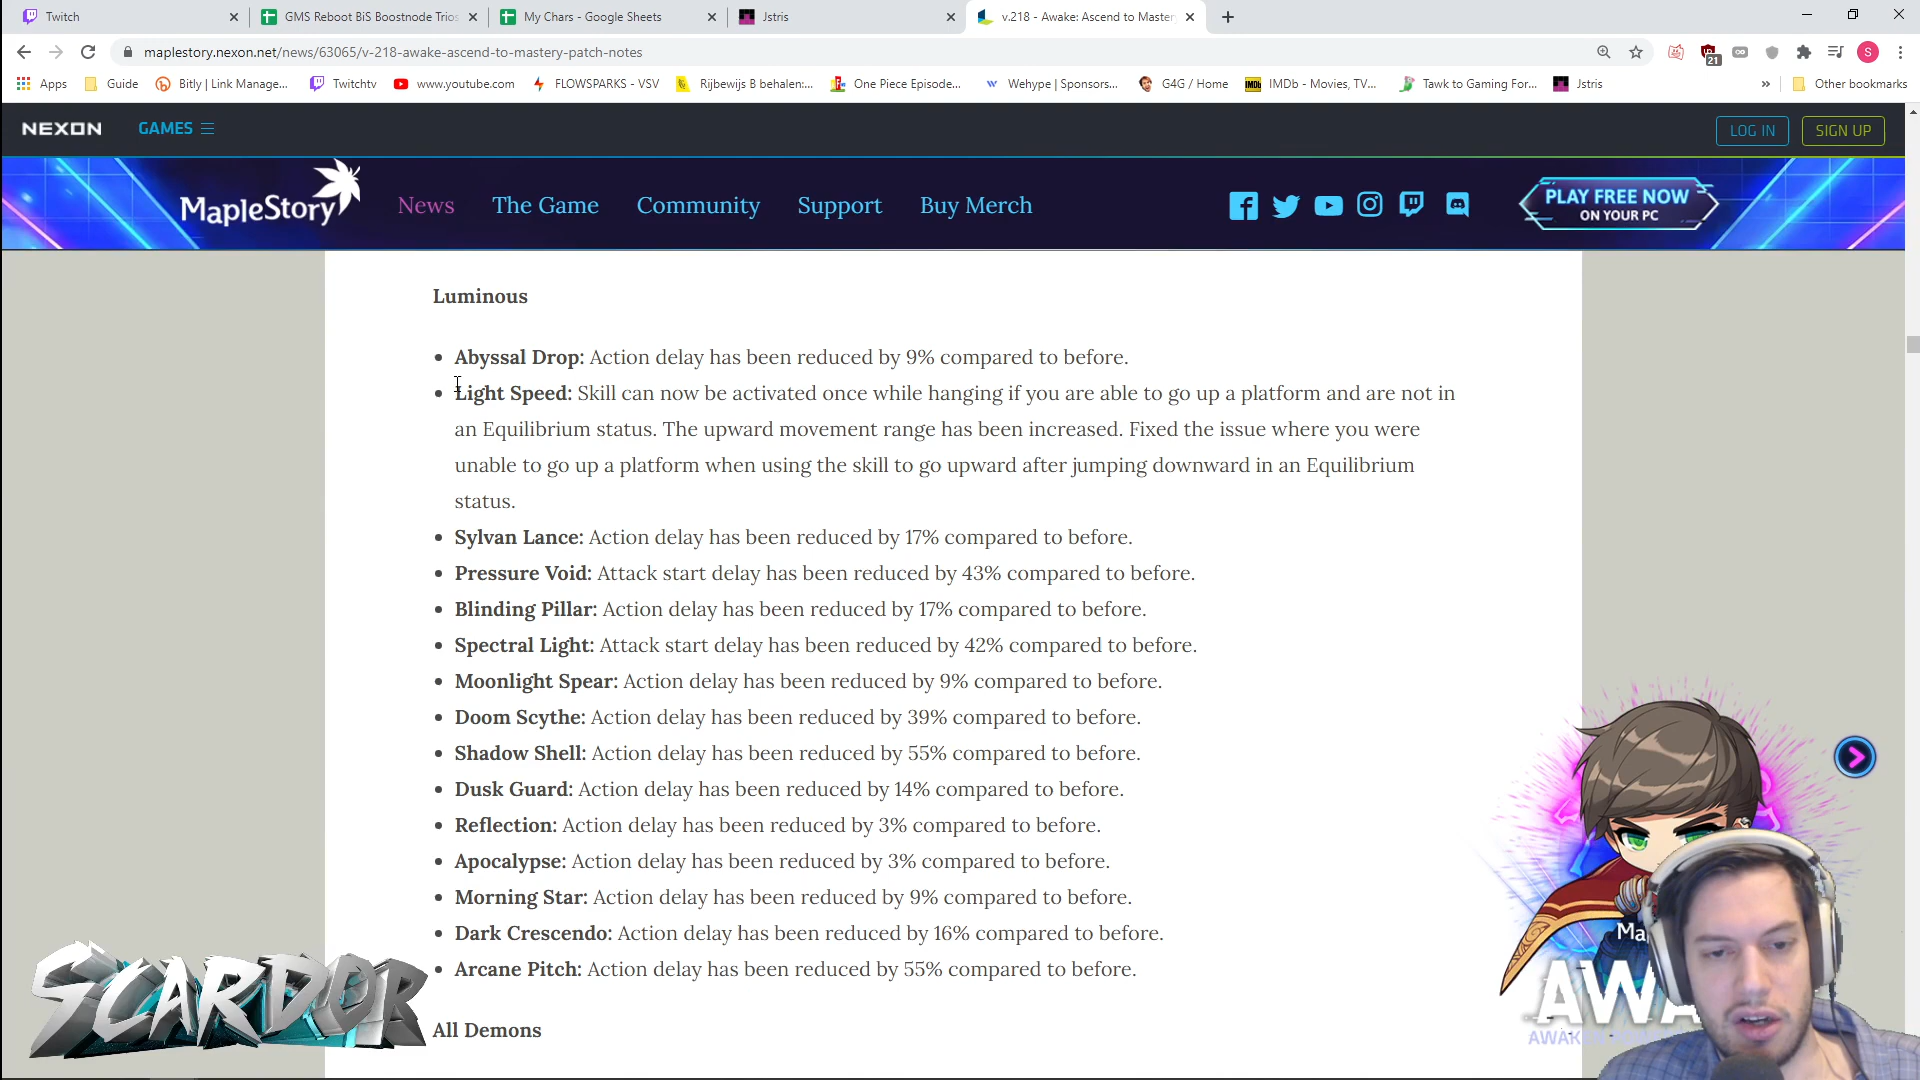 Twitch
GMS Reboot BiS Boostnode Trios
My Chars - Google Sheets
Jstris
v.218 - Awake: Ascend to Master
maplestory.nexon.net/news/63065/v-218-awake-ascend-to-mastery-patch-notes
21
S
Apps
Guide
Bitly | Link Manage...
Twitchtv
www.youtube.com
FLOWSPARKS - VSV
Rijbewijs B behalen:...
One Piece Episode...
Wehype | Sponsors...
G4G / Home
IMDb - Movies, TV...
Tawk to Gaming For...
Jstris
»
Other bookmarks
NEXON
GAMES
LOG IN
SIGN UP
MapleStory
News
The Game
Community
Support
Buy Merch
PLAY FREE NOW
ON YOUR PC
Luminous
• Abyssal Drop: Action delay has been reduced by 9% compared to before.
• Light Speed: Skill can now be activated once while hanging if you are able to go up a platform and are not in
an Equilibrium status. The upward movement range has been increased. Fixed the issue where you were
unable to go up a platform when using the skill to go upward after jumping downward in an Equilibrium
status.
• Sylvan Lance: Action delay has been reduced by 17% compared to before.
• Pressure Void: Attack start delay has been reduced by 43% compared to before.
• Blinding Pillar: Action delay has been reduced by 17% compared to before.
• Spectral Light: Attack start delay has been reduced by 42% compared to before.
• Moonlight Spear: Action delay has been reduced by 9% compared to before.
• Doom Scythe: Action delay has been reduced by 39% compared to before.
• Shadow Shell: Action delay has been reduced by 55% compared to before.
• Dusk Guard: Action delay has been reduced by 14% compared to before.
• Reflection: Action delay has been reduced by 3% compared to before.
• Apocalypse: Action delay has been reduced by 3% compared to before.
• Morning Star: Action delay has been reduced by 9% compared to before.
• Dark Crescendo: Action delay has been reduced by 16% compared to before.
• Arcane Pitch: Action delay has been reduced by 55% compared to before.
All Demons
SCARDOR
Ma
AWA